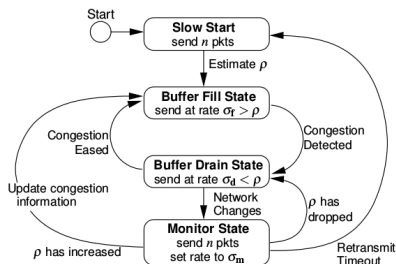 Start
Slow Start
send n pkts
Estimate ρ
Buffer Fill State
send at rate σf > ρ
Congestion
Eased
Congestion
Detected
Buffer Drain State
send at rate σd < ρ
Update congestion
information
Network
Changes
ρ has
dropped
Monitor State
send n pkts
set rate to σm
ρ has increased
Retransmit
Timeout